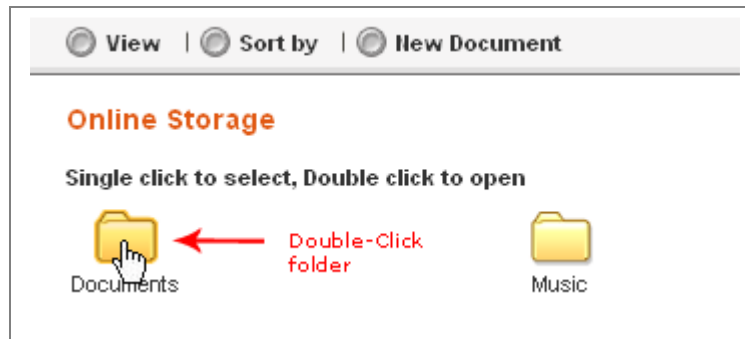 View | Sort by | New Document
Online Storage
Single click to select, Double click to open
Double-Click
folder
Documents
Music